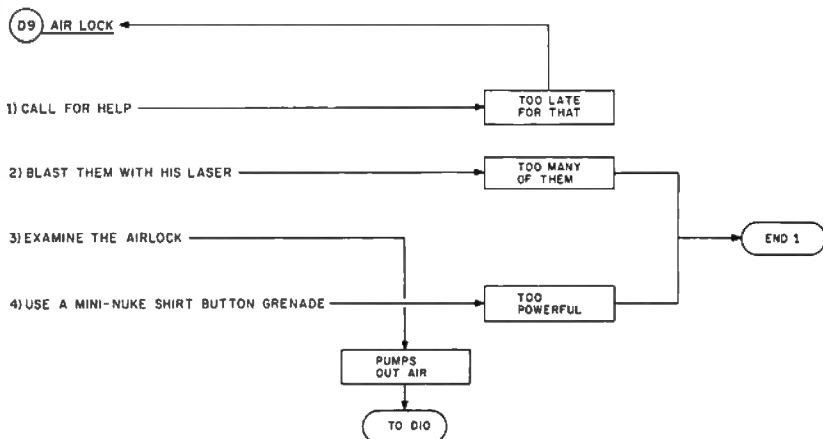 D9 AIR LOCK
1) CALL FOR HELP
TOO LATE
FOR THAT
2) BLAST THEM WITH HIS LASER
TOO MANY
OF THEM
3) EXAMINE THE AIRLOCK
END 1
4) USE A MINI-NUKE SHIRT BUTTON GRENADE
TOO
POWERFUL
PUMPS
OUT AIR
TO D10